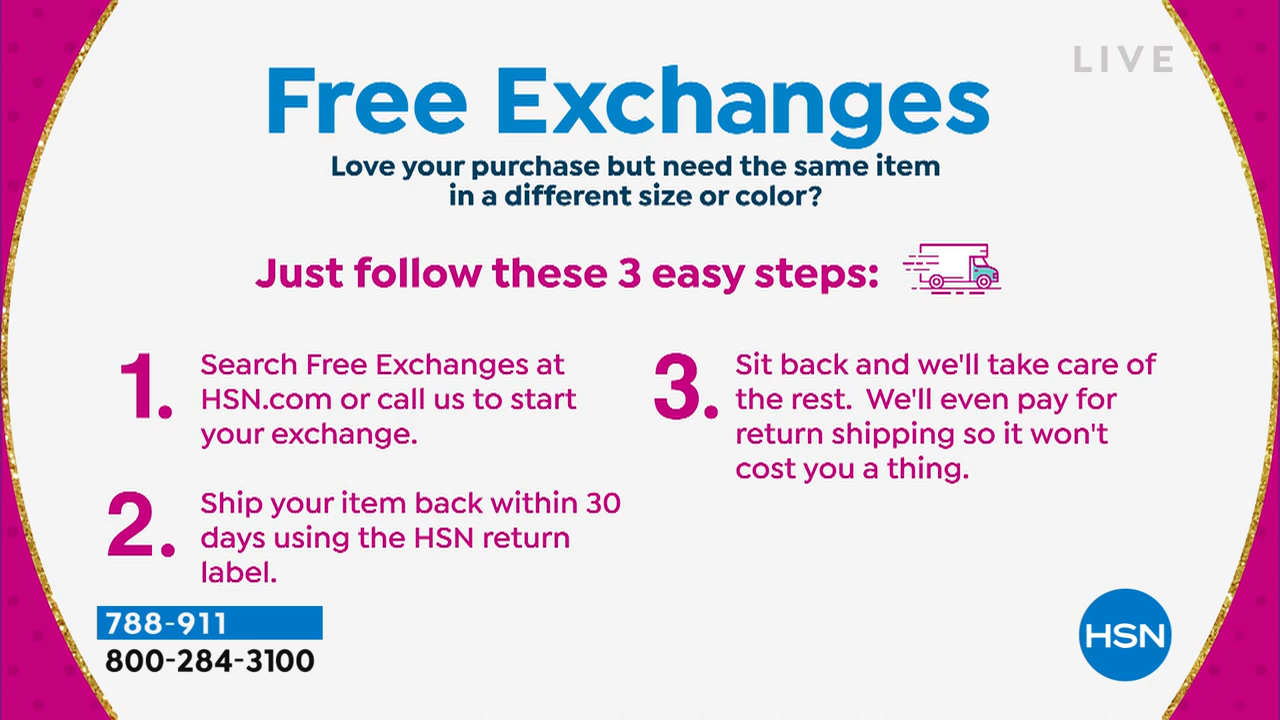 LIVE
Free Exchanges
Love your purchase but need the same item
in a different size or color?
Just follow these 3 easy steps:
1. Search Free Exchanges at
HSN.com or call us to start
your exchange.
2. Ship your item back within 30
days using the HSN return
label.
3. Sit back and we'll take care of
the rest. We'll even pay for
return shipping so it won't
cost you a thing.
788-911
800-284-3100
HSN